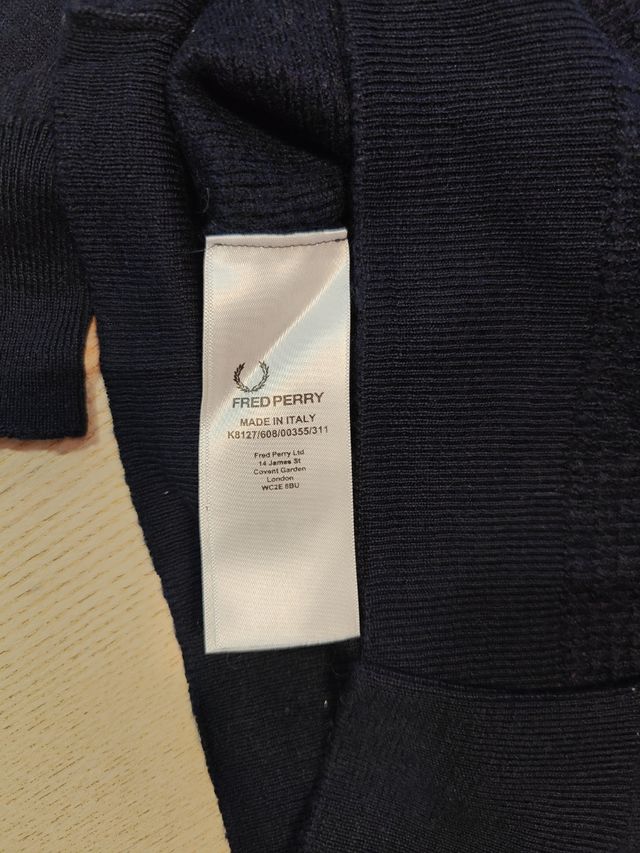 FRED PERRY
MADE IN ITALY
K8127/608/00355/311
Fred Perry Ltd
14 James St
Covent Garden
London
WC2E 8BU